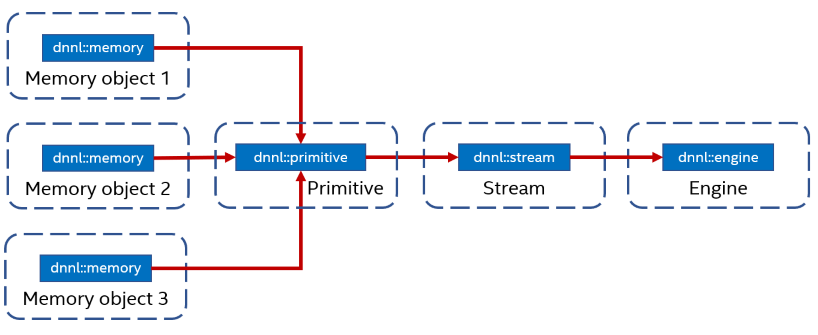 dnnl::memory
Memory object 1
dnnl::memory
Memory object 2
dnnl::memory
Memory object 3
dnnl::primitive
Primitive
dnnl::stream
Stream
dnnl::engine
Engine